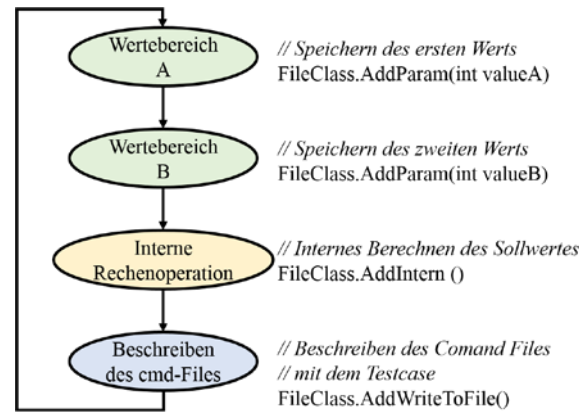 Wertebereich
A
// Speichern des ersten Werts
FileClass.AddParam(int valueA)
Wertebereich
B
// Speichern des zweiten Werts
FileClass.AddParam(int valueB)
Interne
Rechenoperation
// Internes Berechnen des Sollwertes
FileClass.AddIntern ()
Beschreiben
des cmd-Files
// Beschreiben des Comand Files
// mit dem Testcase
FileClass.AddWriteToFile()